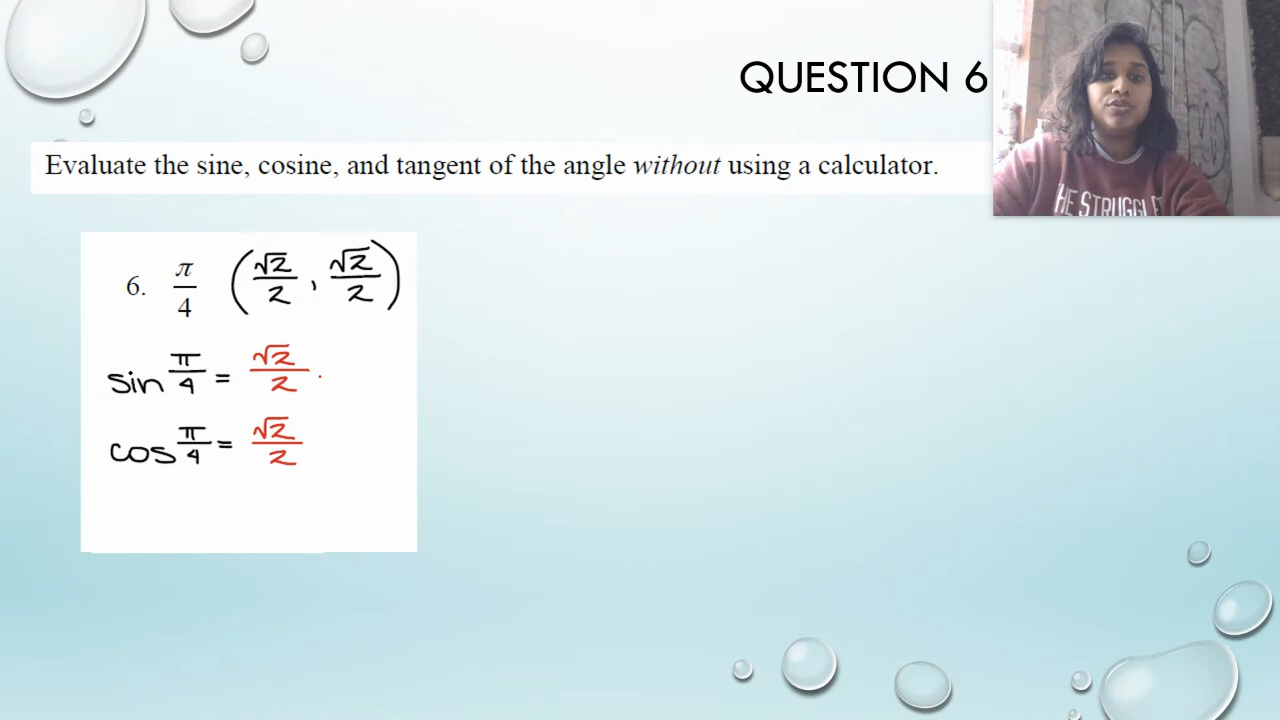 QUESTION 6
Evaluate the sine, cosine, and tangent of the angle without using a calculator.
6. π/4 (√2/2, √2/2)
sin π/4 = √2/2
cos π/4 = √2/2
THE STRUGGLE